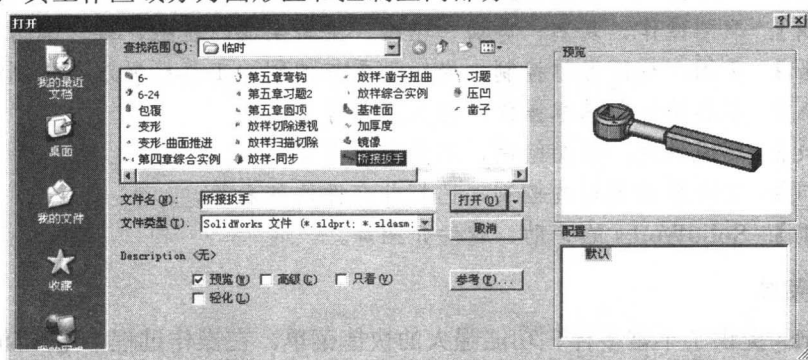 打开
查找范围(I): 临时
我的最近
文档
桌面
我的文件
收藏
6-
6-24
包覆
变形
变形-曲面推进
第四章综合实例
第五章弯钩
第五章习题2
第五章圆顶
放样切除透视
放样扫描切除
放样-同步
放样-凿子扭曲
放样综合实例
基准面
加厚度
镜像
桥接扳手
习题
压凹
凿子
文件名(N): 桥接扳手 打开(O)
文件类型(T): SolidWorks 文件 (*.sldprt; *.sldasm; 取消
Description <无>
预览(W) 高级(C) 只看(V) 参考(F)...
轻化(L)
预览
配置
默认